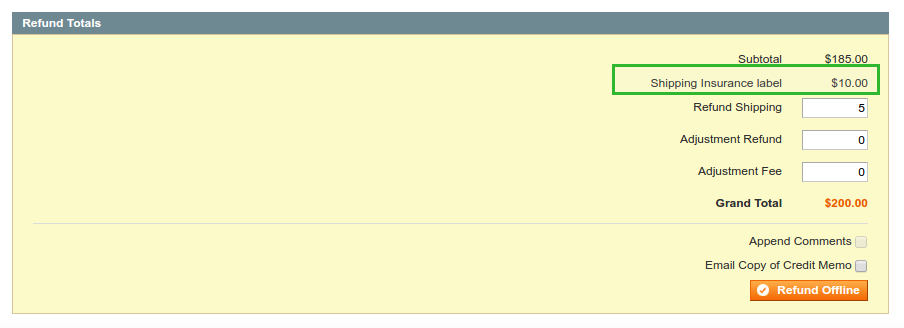 Refund Totals
Subtotal $185.00
Shipping Insurance label $10.00
Refund Shipping 5
Adjustment Refund 0
Adjustment Fee 0
Grand Total $200.00
Append Comments
Email Copy of Credit Memo
Refund Offline